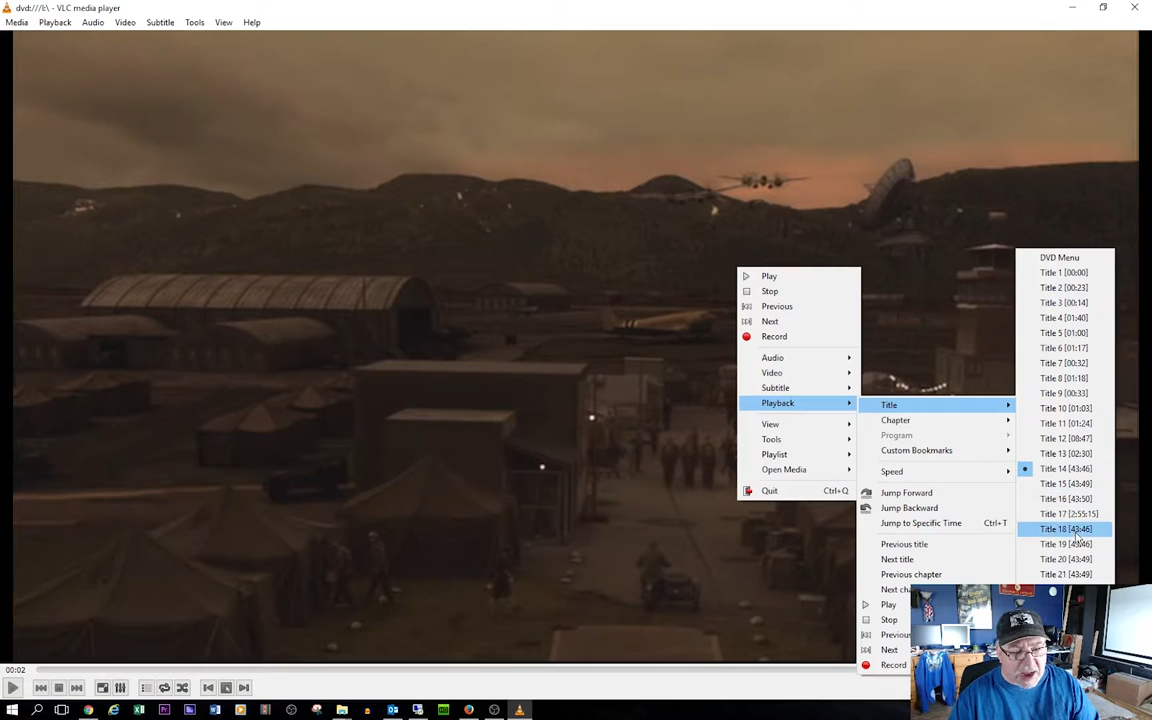 dvd:///E:\ - VLC media player
Media Playback Audio Video Subtitle Tools View Help
Play
Stop
Previous
Next
Record
Audio
Video
Subtitle
Playback
View
Tools
Playlist
Open Media
Quit Ctrl+Q
Title
Chapter
Program
Custom Bookmarks
Speed
Jump Forward
Jump Backward
Jump to Specific Time Ctrl+T
Previous title
Next title
Previous chapter
Next
Play
Stop
Next
Record
DVD Menu
Title 1 [00:00]
Title 2 [00:23]
Title 3 [00:14]
Title 4 [01:40]
Title 5 [01:00]
Title 6 [01:17]
Title 7 [00:32]
Title 8 [01:18]
Title 9 [00:33]
Title 10 [01:03]
Title 11 [01:24]
Title 12 [08:47]
Title 13 [02:30]
Title 14 [43:46]
Title 15 [43:49]
Title 16 [43:50]
Title 17 [2:55:15]
Title 18 [43:46]
Title 19 [43:46]
Title 20 [43:49]
Title 21 [43:49]
00:02